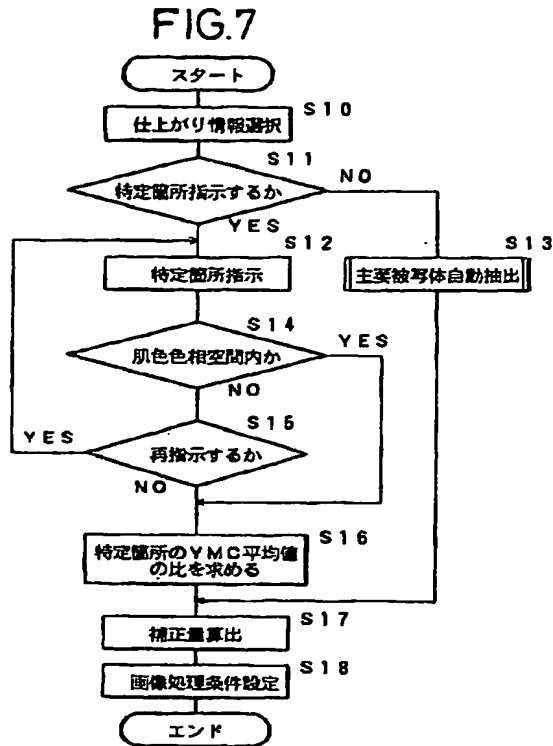 FIG.7
スタート
S10
仕上がり情報選択
S11
特定箇所指示するか
NO
YES
S12
特定箇所指示
S13
主要被写体自動抽出
S14
肌色色相空間内か
YES
NO
S15
YES
再指示するか
NO
S16
特定箇所のYMC平均値
の比を求める
S17
補正量算出
S18
画像処理条件設定
エンド